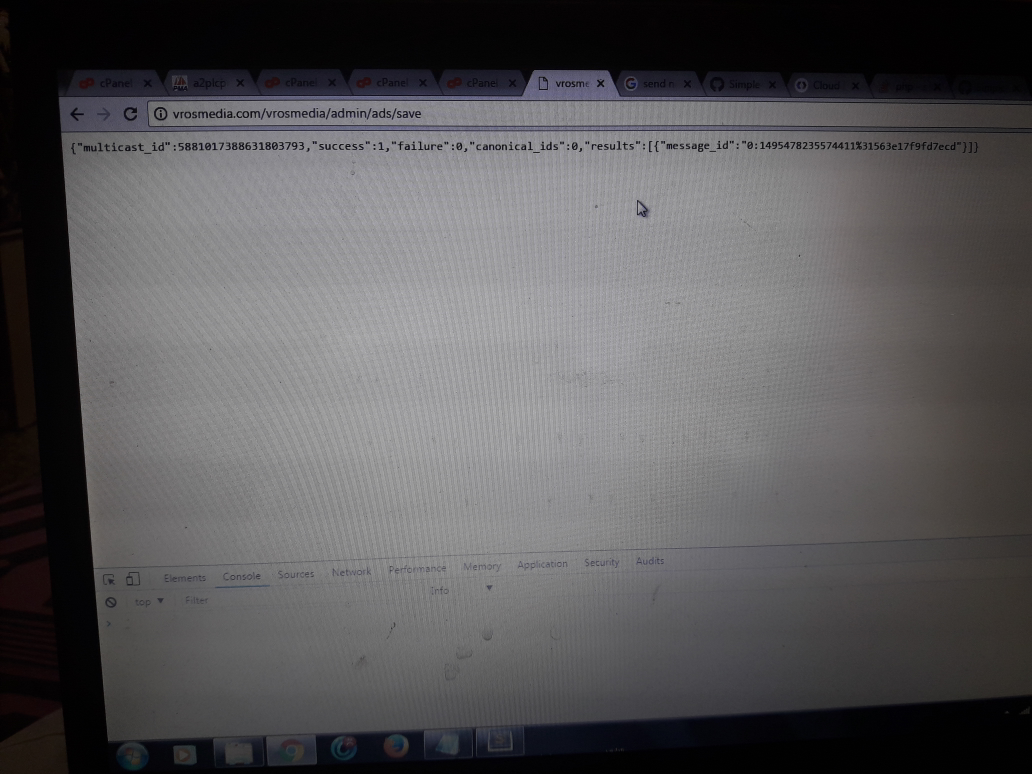 cPanel
a2plcp
cPanel
cPanel
cPanel
vrosme
send n
Simple
Cloud
vrosmedia.com/vrosmedia/admin/ads/save
{"multicast_id":5881017388631803793,"success":1,"failure":0,"canonical_ids":0,"results":[{"message_id":"0:1495478235574411%31563e17f9fd7ecd"}]}
Elements Console Sources Network Performance Memory Application Security Audits
top Filter Info